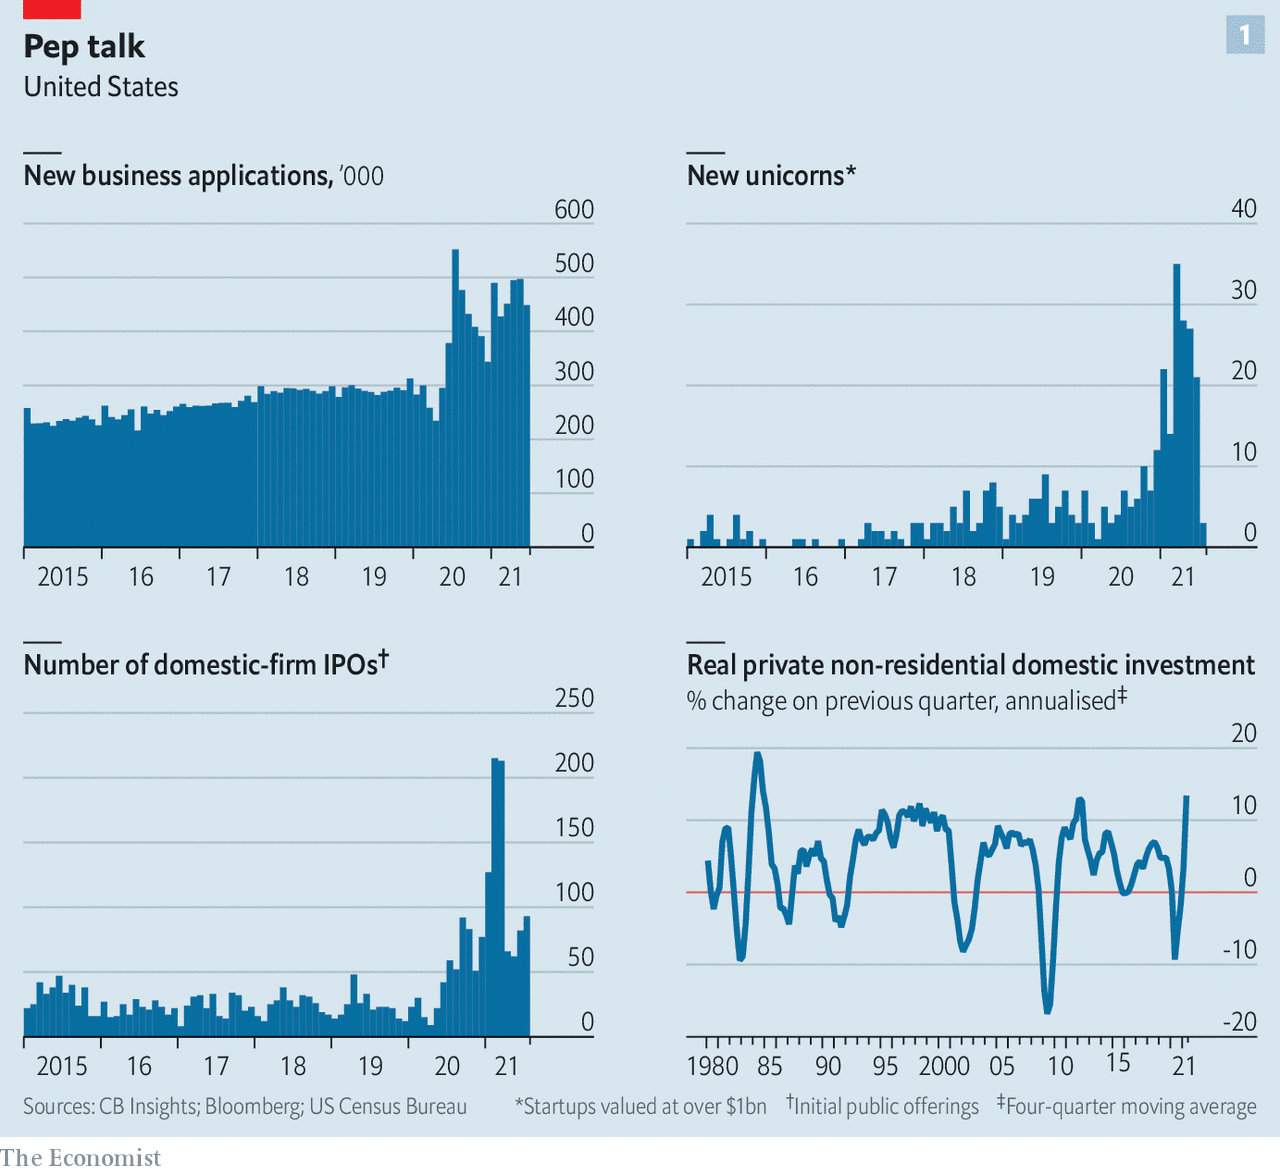 Pep talk
1
United States
New business applications, ’000
600
500
400
300
200
100
0
2015 16 17 18 19 20 21
New unicorns*
40
30
20
10
0
2015 16 17 18 19 20 21
Number of domestic-firm IPOs†
250
200
150
100
50
0
2015 16 17 18 19 20 21
Real private non-residential domestic investment
% change on previous quarter, annualised‡
20
10
0
-10
-20
1980 85 90 95 2000 05 10 15 21
Sources: CB Insights; Bloomberg; US Census Bureau *Startups valued at over $1bn †Initial public offerings ‡Four-quarter moving average
The Economist